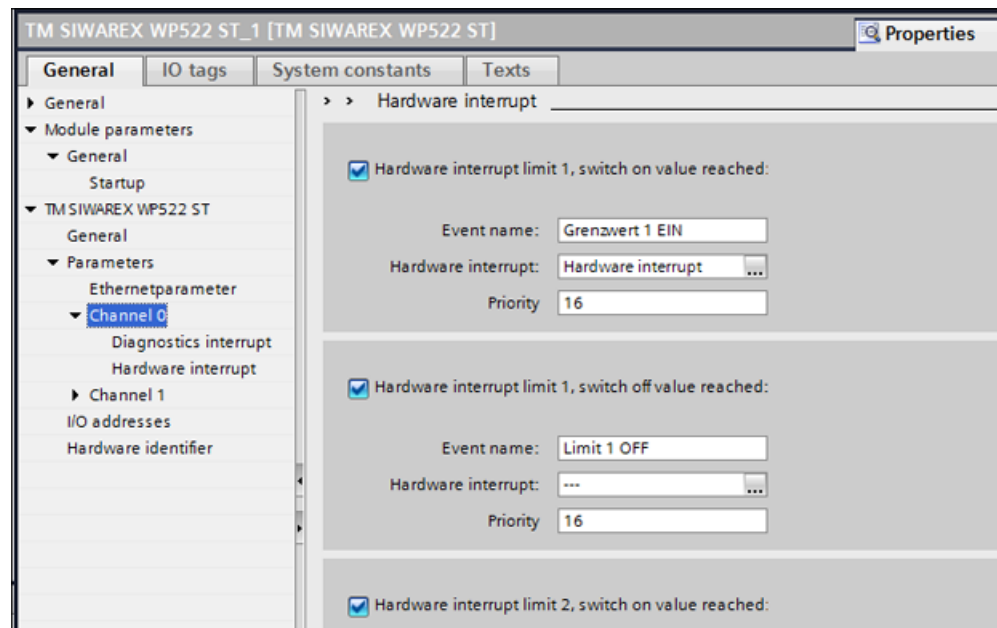 TM SIWAREX WP522 ST_1 [TM SIWAREX WP522 ST]
Properties
General IO tags System constants Texts
General
Module parameters
General
Startup
TM SIWAREX WP522 ST
General
Parameters
Ethernetparameter
Channel 0
Diagnostics interrupt
Hardware interrupt
Channel 1
I/O addresses
Hardware identifier
> > Hardware interrupt
Hardware interrupt limit 1, switch on value reached:
Event name: Grenzwert 1 EIN
Hardware interrupt: Hardware interrupt ...
Priority 16
Hardware interrupt limit 1, switch off value reached:
Event name: Limit 1 OFF
Hardware interrupt: --- ...
Priority 16
Hardware interrupt limit 2, switch on value reached: